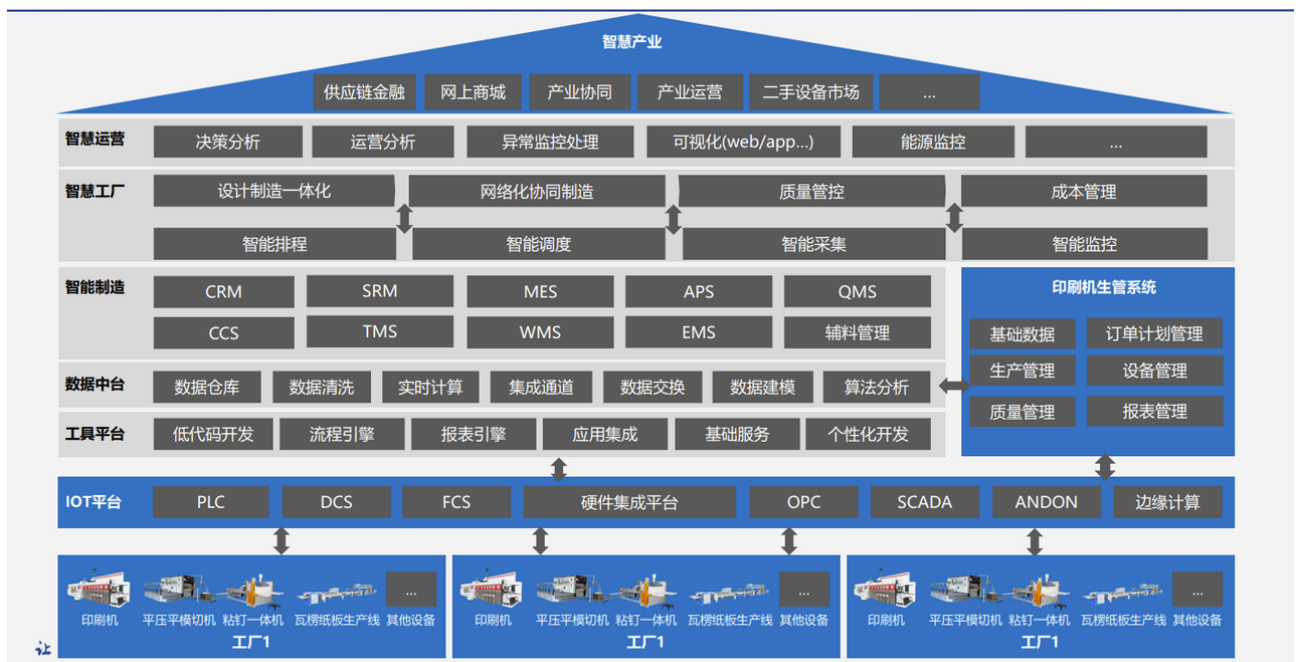 智慧产业
供应链金融 网上商城 产业协同 产业运营 二手设备市场 ...
智慧运营 决策分析 运营分析 异常监控处理 可视化(web/app...) 能源监控 ...
智慧工厂 设计制造一体化 网络化协同制造 质量管控 成本管理
智能排程 智能调度 智能采集 智能监控
智能制造 CRM SRM MES APS QMS
CCS TMS WMS EMS 辅料管理
印刷机生管系统
基础数据 订单计划管理
生产管理 设备管理
质量管理 报表管理
数据中台 数据仓库 数据清洗 实时计算 集成通道 数据交换 数据建模 算法分析
工具平台 低代码开发 流程引擎 报表引擎 应用集成 基础服务 个性化开发
IOT平台 PLC DCS FCS 硬件集成平台 OPC SCADA ANDON 边缘计算
... ... ...
印刷机 平压平模切机 粘钉一体机 瓦楞纸板生产线 其他设备 印刷机 平压平模切机 粘钉一体机 瓦楞纸板生产线 其他设备 印刷机 平压平模切机 粘钉一体机 瓦楞纸板生产线 其他设备
工厂1 工厂1 工厂1
让